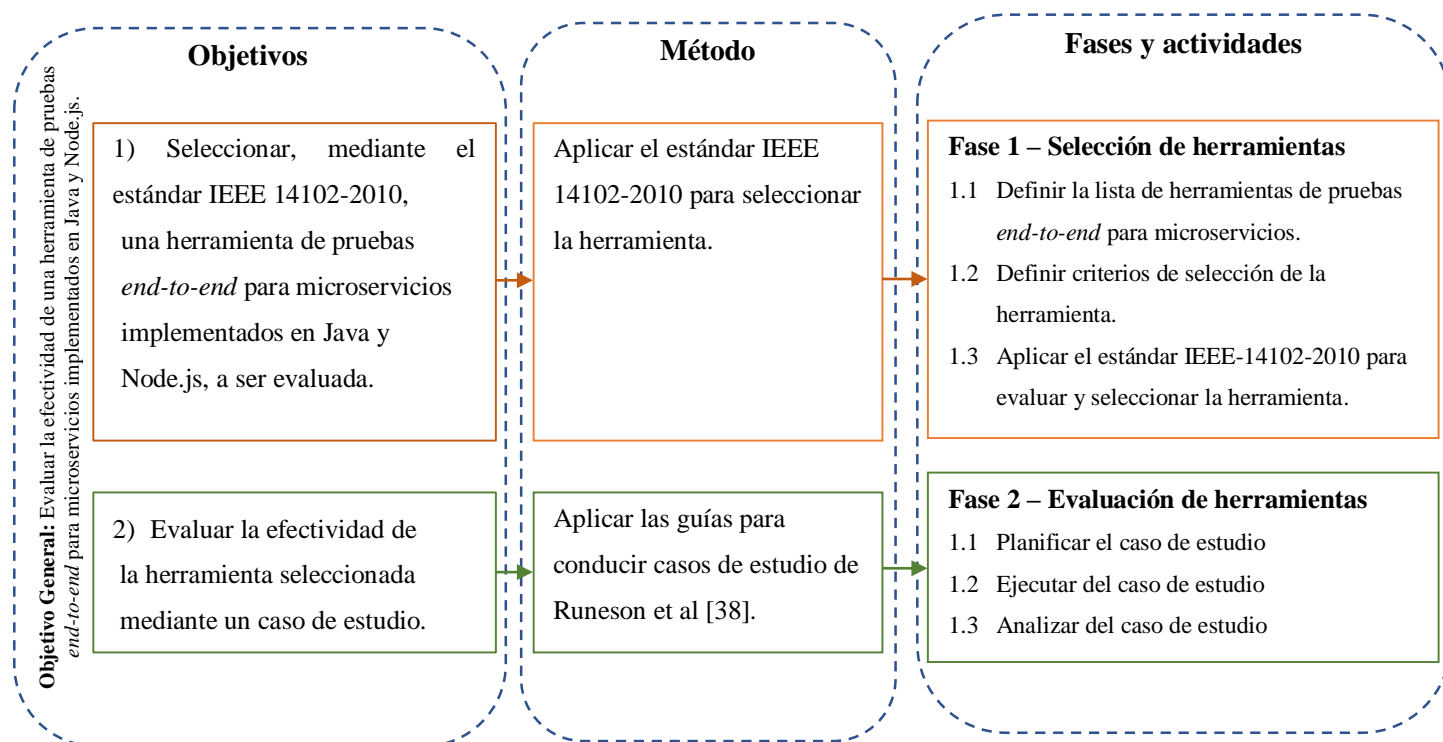 Objetivo General: Evaluar la efectividad de una herramienta de pruebas
end-to-end para microservicios implementados en Java y Node.js.
Objetivos
1) Seleccionar, mediante el
estándar IEEE 14102-2010,
una herramienta de pruebas
end-to-end para microservicios
implementados en Java y
Node.js, a ser evaluada.
2) Evaluar la efectividad de
la herramienta seleccionada
mediante un caso de estudio.
Método
Aplicar el estándar IEEE
14102-2010 para seleccionar
la herramienta.
Aplicar las guías para
conducir casos de estudio de
Runeson et al [38].
Fases y actividades
Fase 1 – Selección de herramientas
1.1 Definir la lista de herramientas de pruebas
end-to-end para microservicios.
1.2 Definir criterios de selección de la
herramienta.
1.3 Aplicar el estándar IEEE-14102-2010 para
evaluar y seleccionar la herramienta.
Fase 2 – Evaluación de herramientas
1.1 Planificar el caso de estudio
1.2 Ejecutar del caso de estudio
1.3 Analizar del caso de estudio